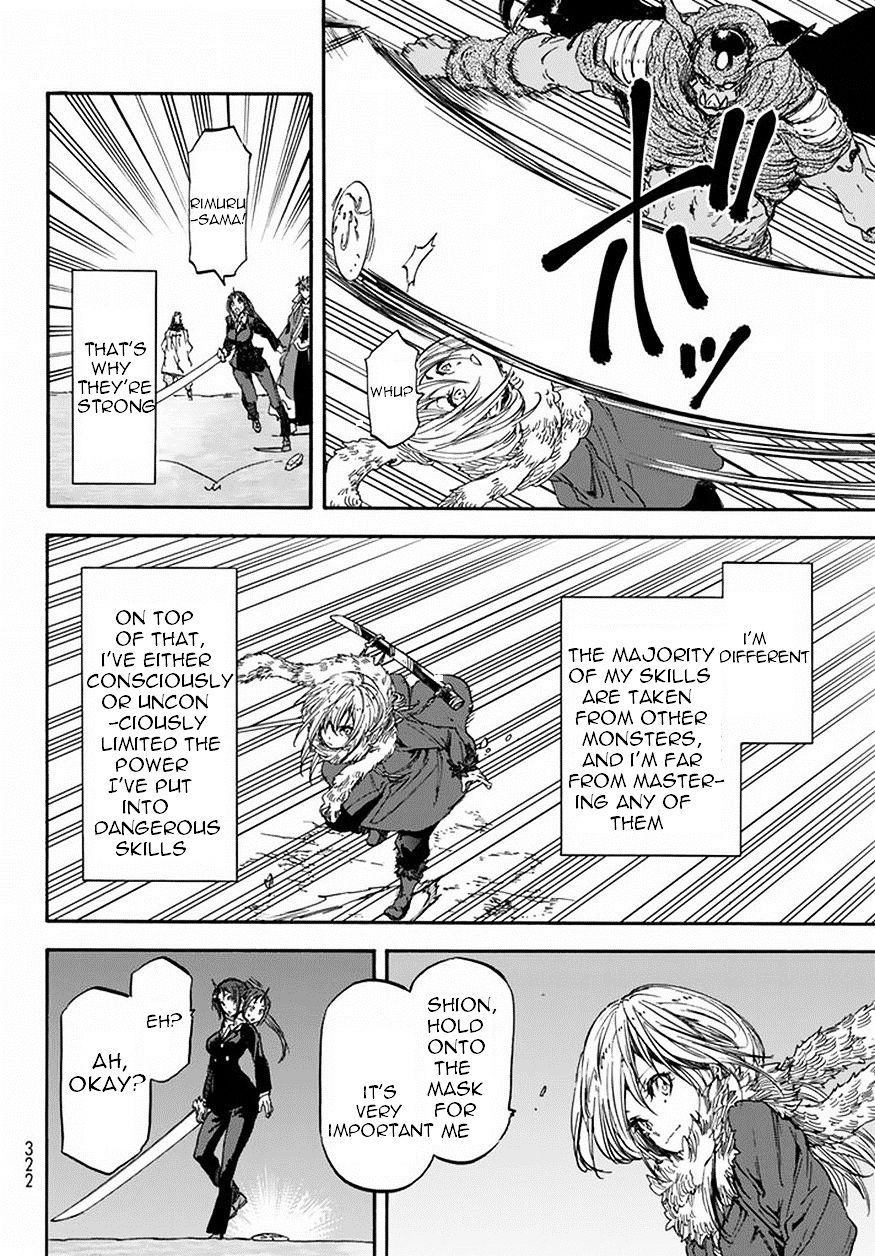 ボッ
WHUP
RIMURU
-SAMA!
THAT'S
WHY
THEY'RE
STRONG
I'M
DIFFERENT
THE MAJORITY
OF MY SKILLS
ARE TAKEN
FROM OTHER
MONSTERS,
AND I'M FAR
FROM MASTER-
ING ANY OF
THEM
ON TOP
OF THAT,
I'VE EITHER
CONSCIOUSLY
OR UNCON
-CIOUSLY
LIMITED THE
POWER
I'VE PUT
INTO
DANGEROUS
SKILLS
SHION,
HOLD
ONTO
THE
MASK
FOR
ME
IT'S
VERY
IMPORTANT
EH?
AH,
OKAY?
322